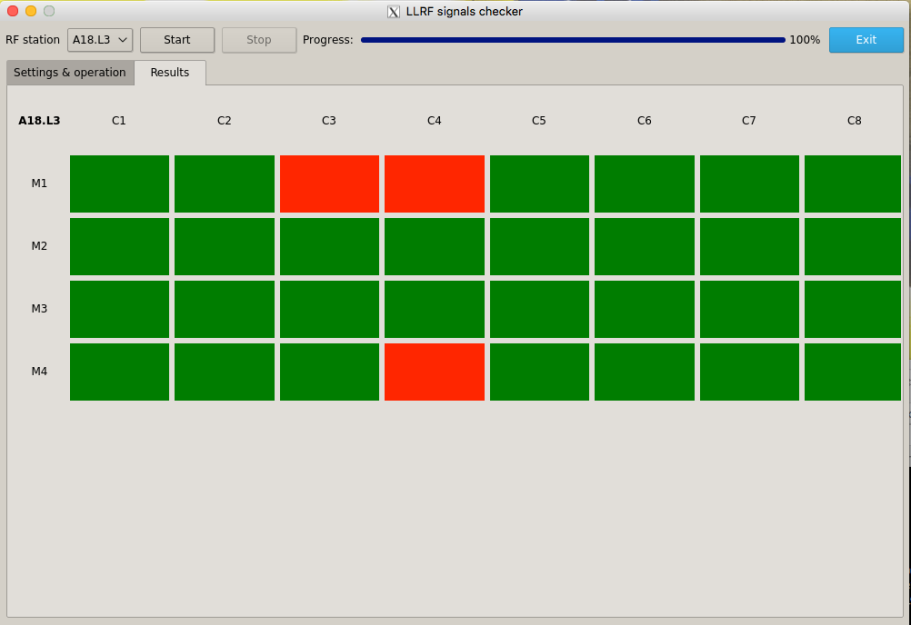 LLRF signals checker
RF station A18.L3 Start Stop Progress: 100% Exit
Settings & operation Results
A18.L3 C1 C2 C3 C4 C5 C6 C7 C8
M1
M2
M3
M4